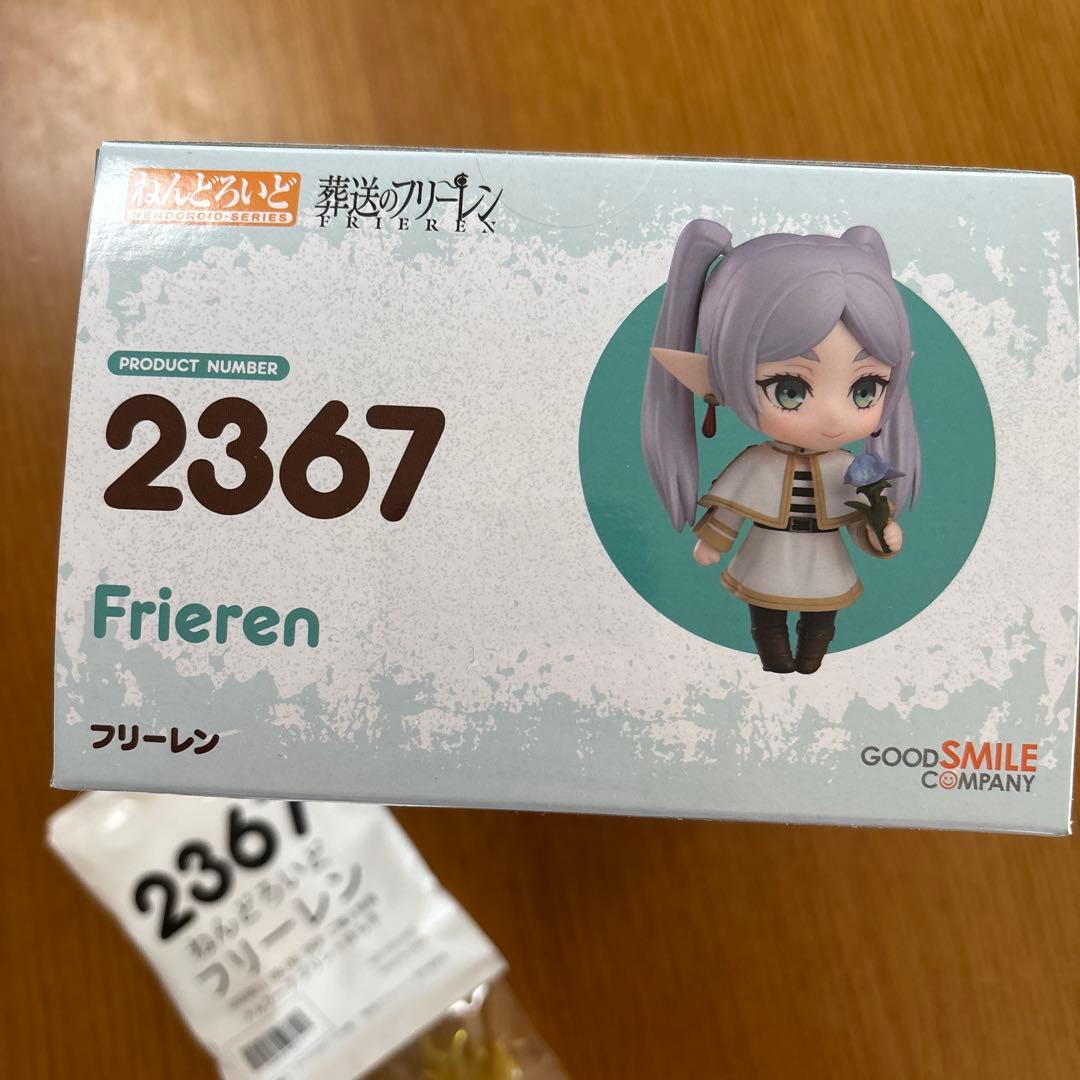 ねんどろいど
NENDOROID-SERIES
葬送のフリーレン
FRIEREN
PRODUCT NUMBER
2367
Frieren
フリーレン
GOOD SMILE
COMPANY
2367
ねんどろいど
フリーレン